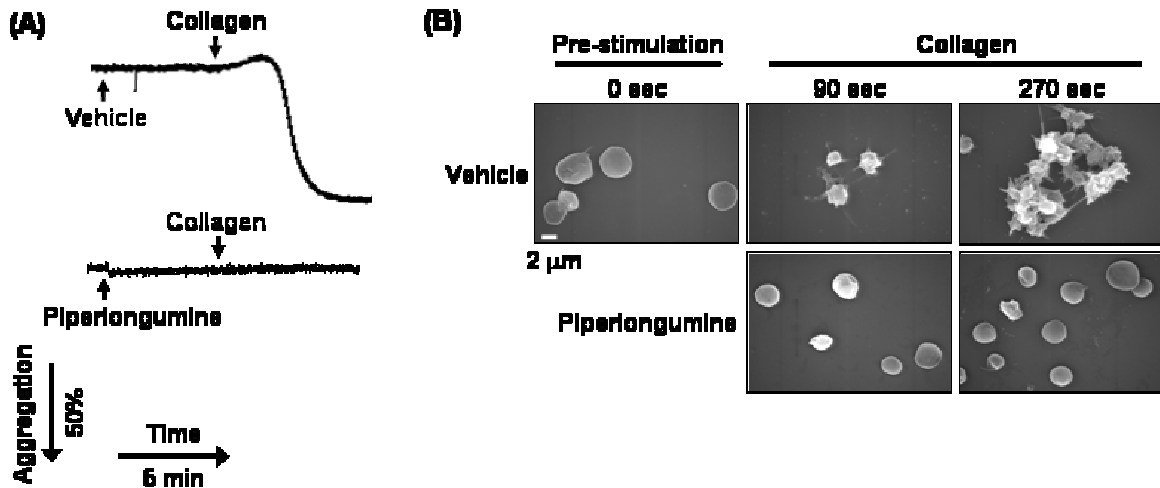 (A)
Collagen
Vehicle
Collagen
Piperlongumine
Aggregation
50%
Time
5 min
(B)
Pre-stimulation
Collagen
0 sec
90 sec
270 sec
Vehicle
2 μm
Piperlongumine